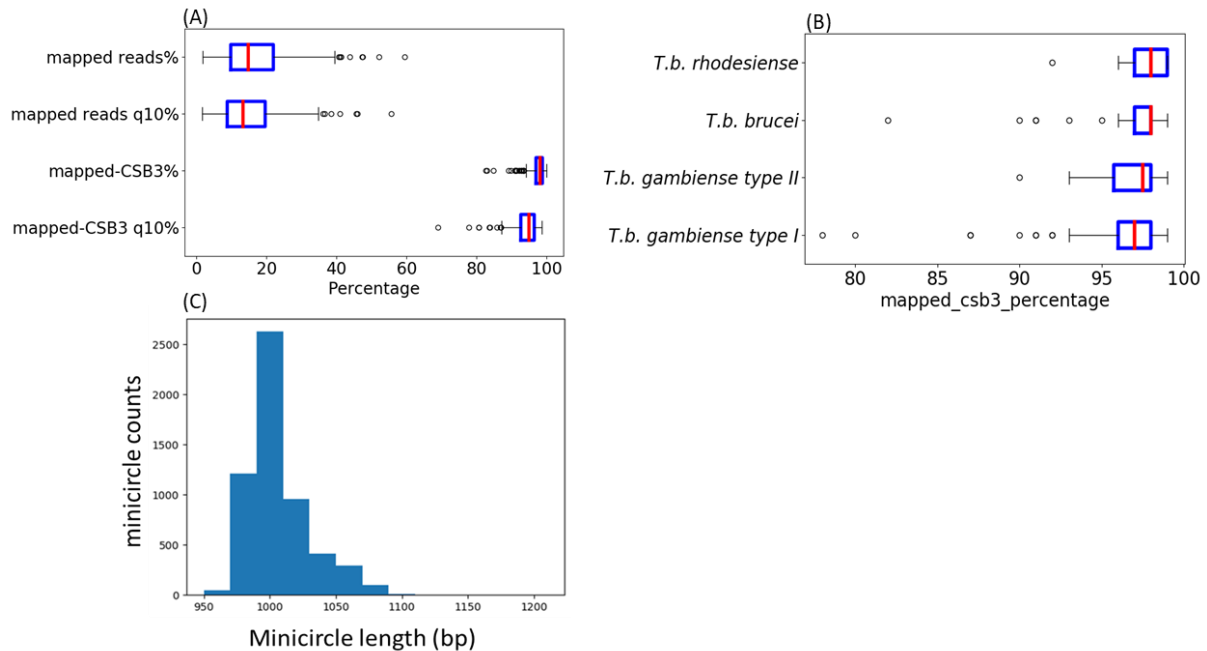 (A)
mapped reads%
mapped reads q10%
mapped-CSB3%
mapped-CSB3 q10%
0 20 40 60 80 100
Percentage
(B)
T.b. rhodesiense
T.b. brucei
T.b. gambiense type II
T.b. gambiense type I
80 85 90 95 100
mapped_csb3_percentage
(C)
minicircle counts
2500
2000
1500
1000
500
0
950 1000 1050 1100 1150 1200
Minicircle length (bp)